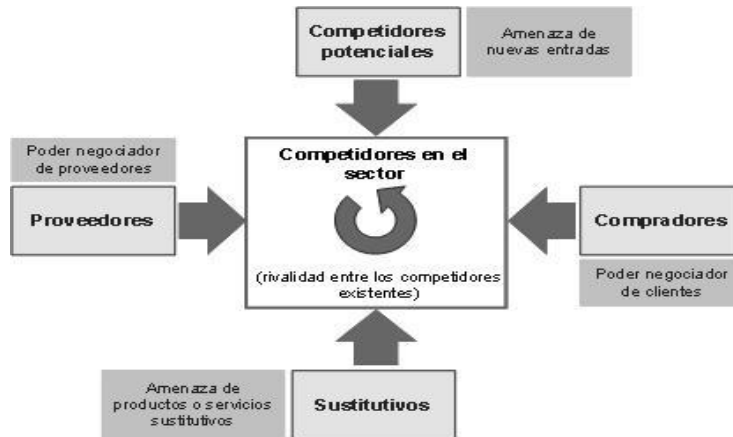 Competidores
potenciales
Amenaza de
nuevas entradas
Poder negociador
de proveedores
Proveedores
Competidores en el
sector
(rivalidad entre los competidores
existentes)
Compradores
Poder negociador
de clientes
Amenaza de
productos o servicios
sustitutivos
Sustitutivos